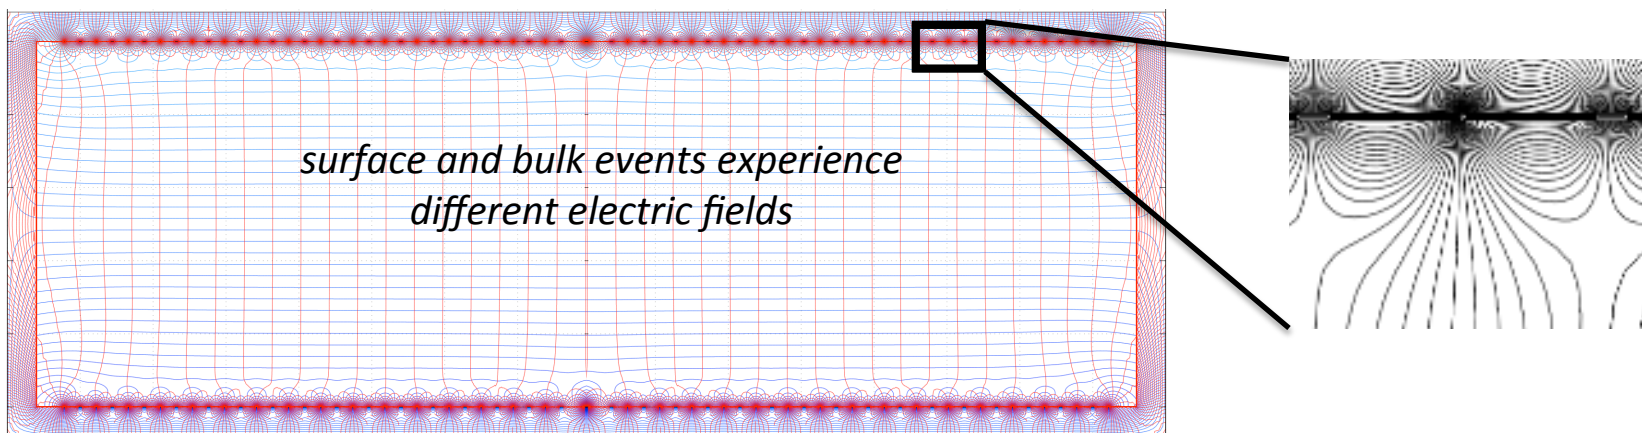 surface and bulk events experience
different electric fields